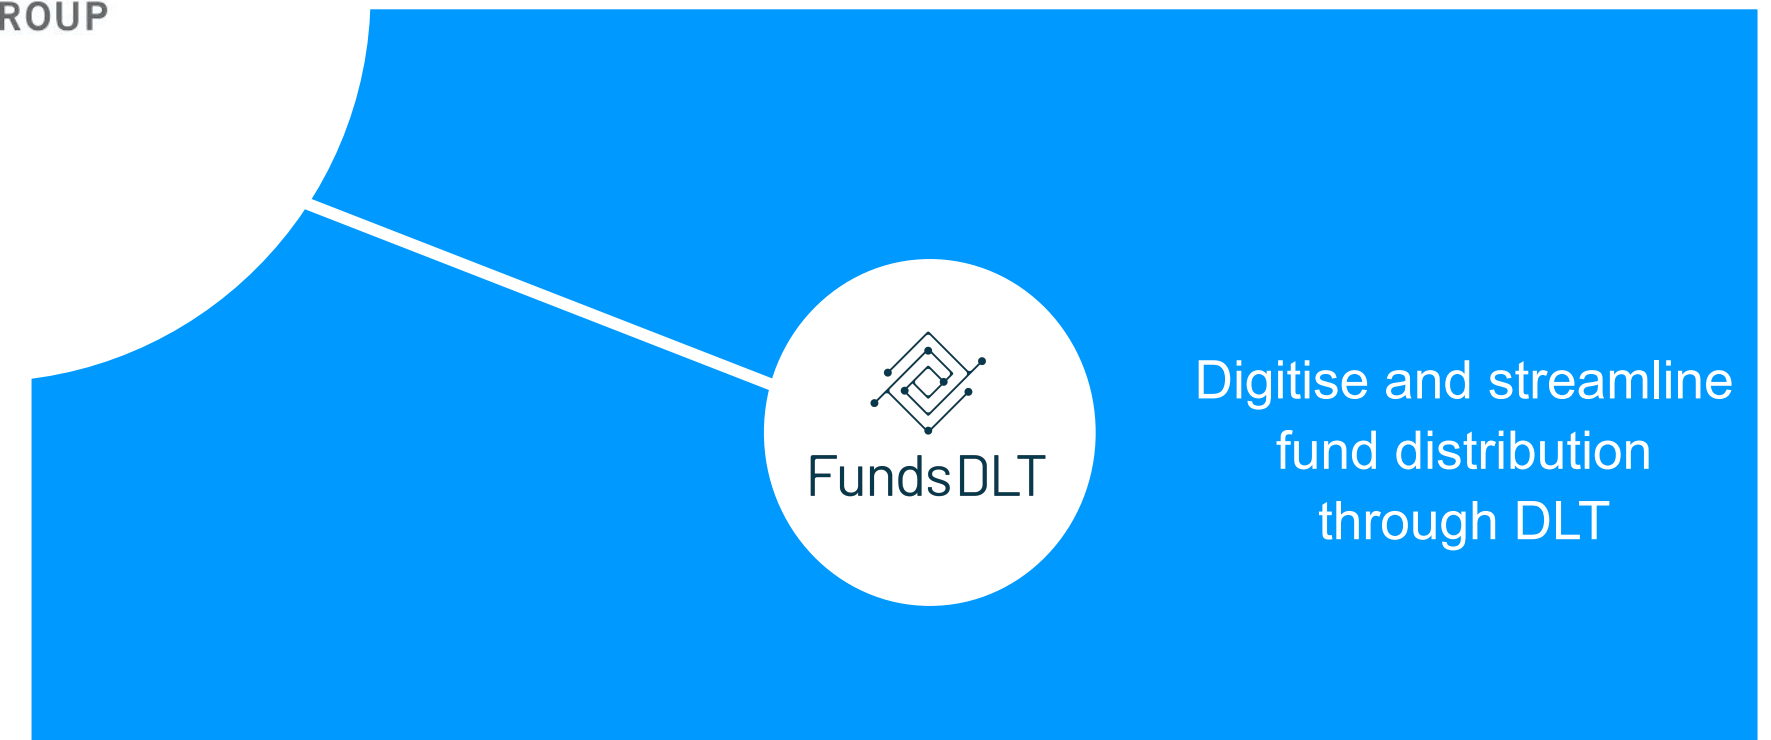 ROUP
FundsDLT
Digitise and streamline
fund distribution
through DLT